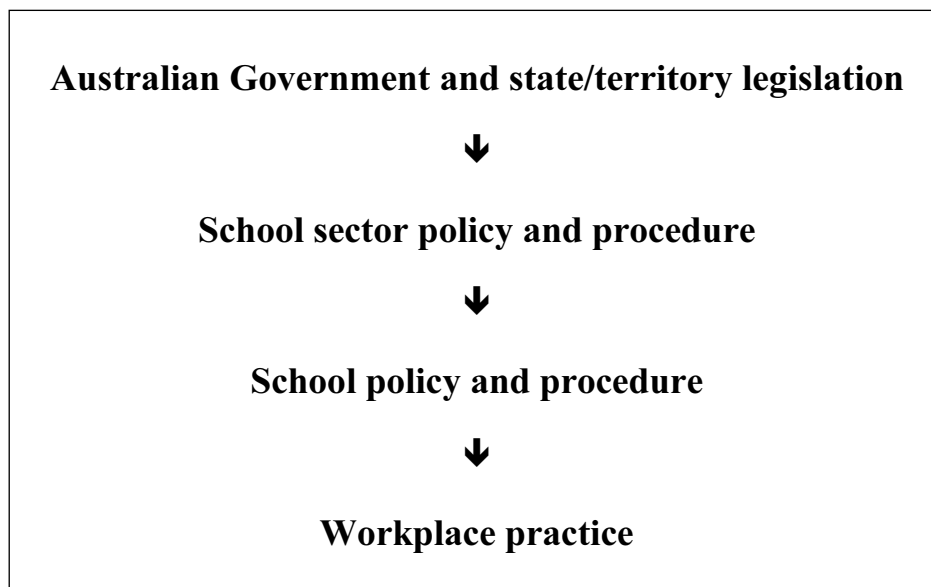 Australian Government and state/territory legislation
↓
School sector policy and procedure
↓
School policy and procedure
↓
Workplace practice